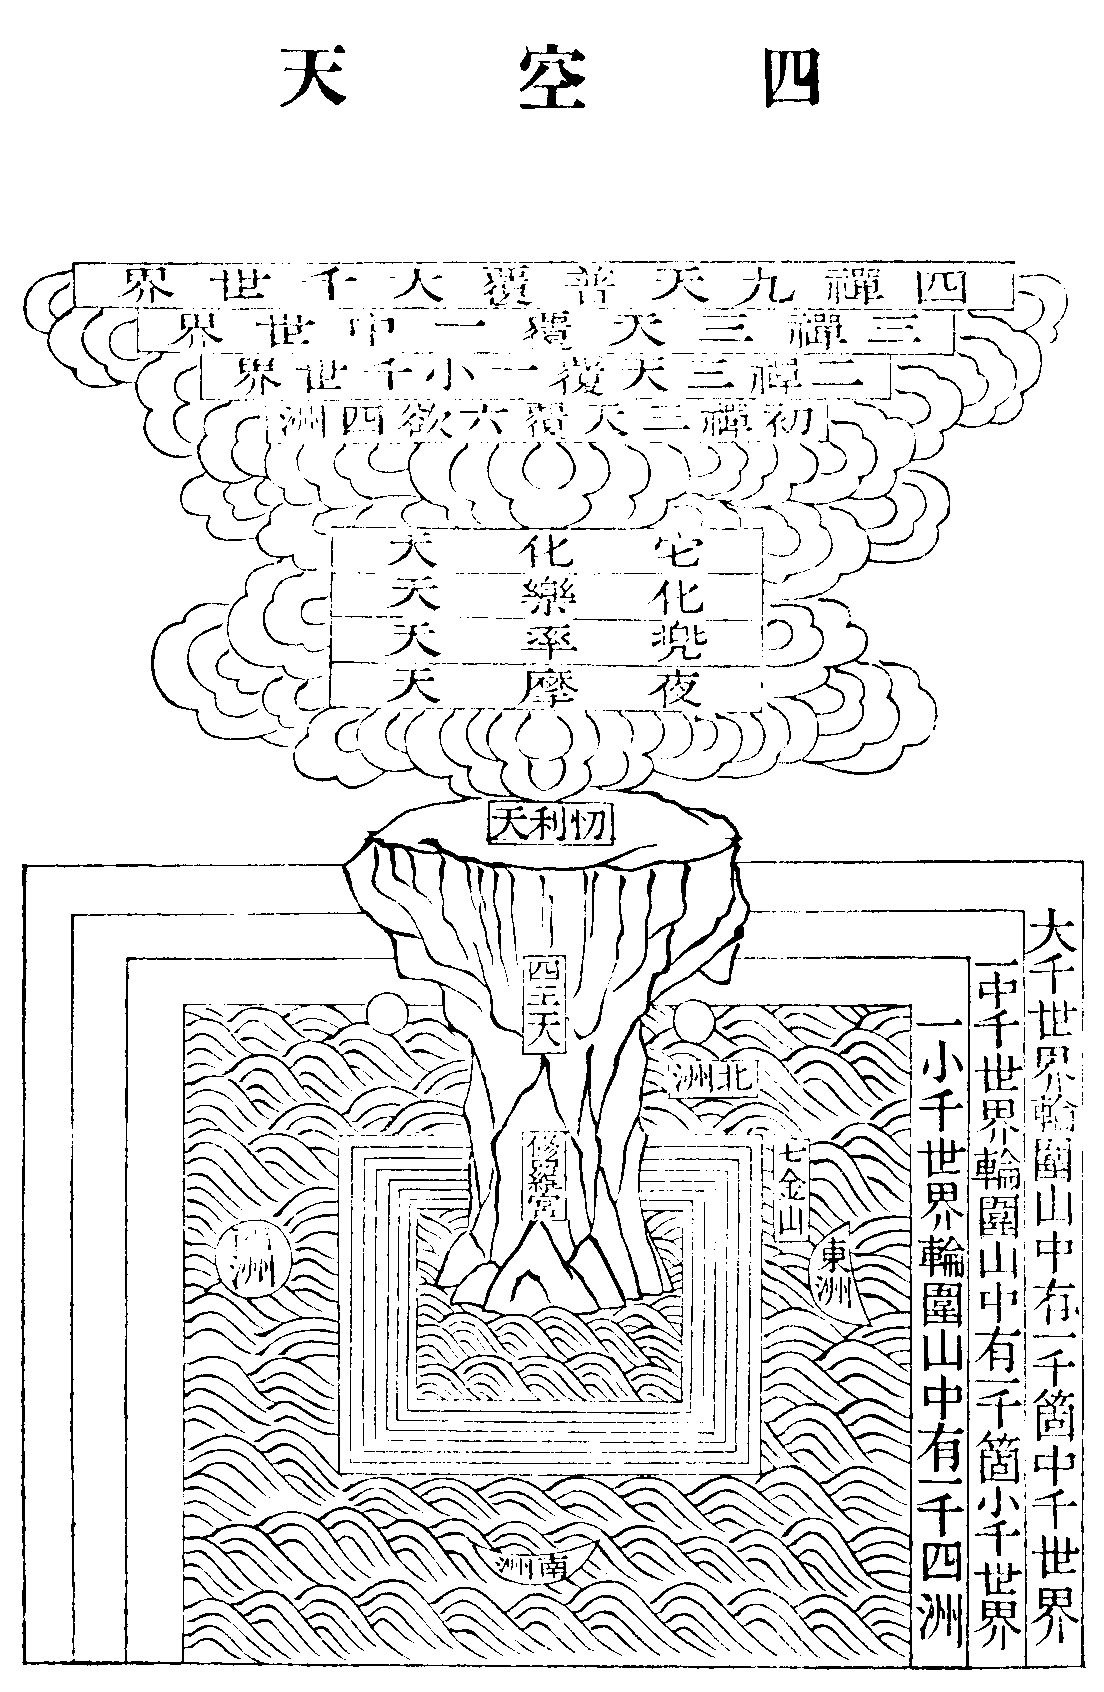 四空天
四禪九天普覆大千世界
三禪三天覆一中世界
二禪三天覆一小千世界
初禪三天覆六欲四洲
它化天
化樂天
兜率天
夜摩天
忉利天
四王天
修羅宮
北洲
七金山
東洲
洲
南洲
大千世界輪圍山中有一千箇中千世界
一中千世界輪圍山中有一千箇小千世界
一小千世界輪圍山中有一千四洲